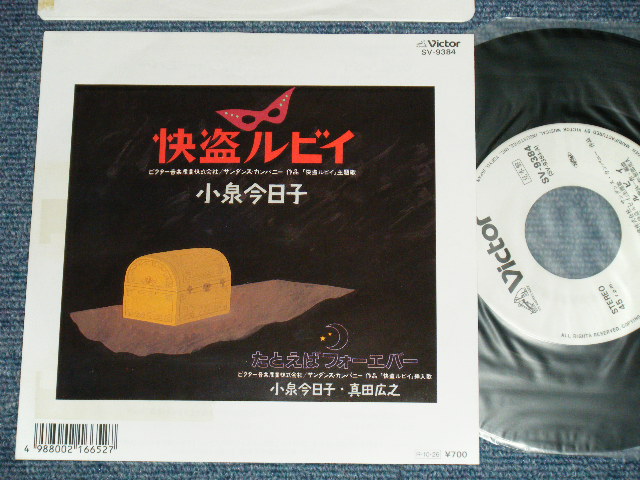 Victor
SV-9384
快盗ルビイ
ビクター音楽産業株式会社/サンダンス・カンパニー 作品「快盗ルビイ」主題歌
小泉今日子
たとえばフォーエバー
ビクター音楽産業株式会社/サンダンス・カンパニー 作品「快盗ルビイ」挿入歌
小泉今日子・真田広之
4 988002 166527
¥700
Victor
SV-9384
STEREO
45